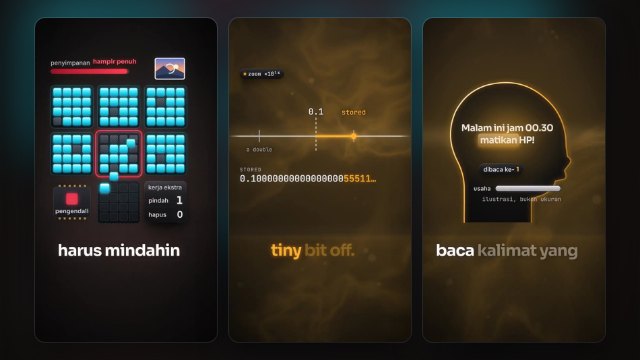 penyimpanan hampir penuh
pengendali
kerja ekstra
pindah 1
hapus 0
harus mindahin
zoom ×10¹⁶
0.1 stored
a double
STORED
0.1000000000000000055511…
tiny bit off.
Malam ini jam 00.30
matikan HP!
dibaca ke- 1
usaha
ilustrasi, bukan ukuran
baca kalimat yang